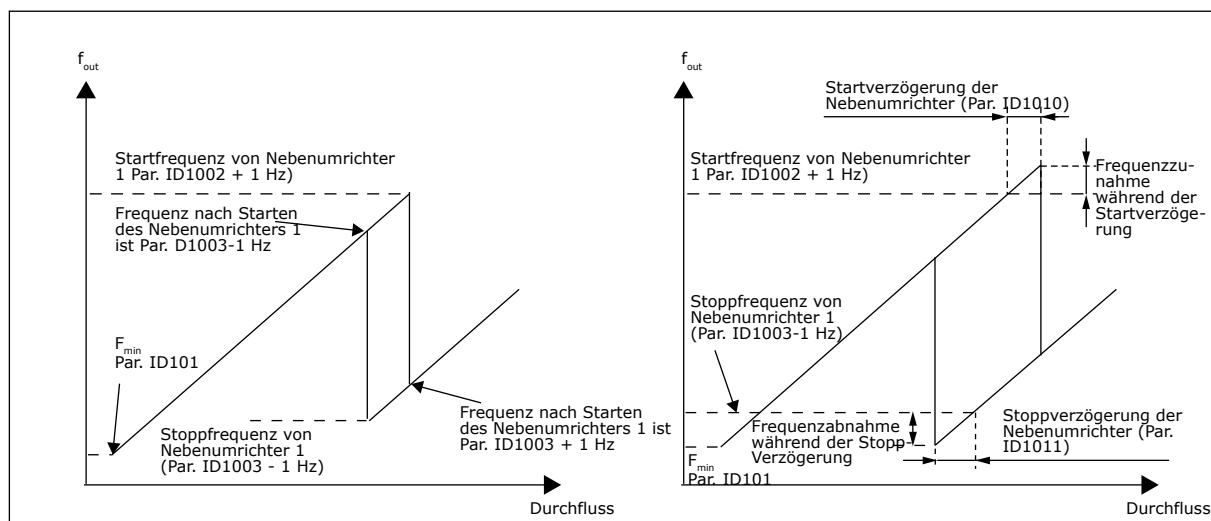 f out
Startfrequenz von Nebenumrichter
1 Par. ID1002 + 1 Hz)
Frequenz nach Starten
des Nebenumrichters 1
ist Par. D1003-1 Hz
F min
Par. ID101
Stoppfrequenz von
Nebenumrichter 1
(Par. ID1003 - 1 Hz)
Frequenz nach Starten
des Nebenumrichters 1 ist
Par. ID1003 + 1 Hz
Durchfluss
f out
Startverzögerung der
Nebenumrichter (Par. ID1010)
Startfrequenz von Nebenumrichter
1 Par. ID1002 + 1 Hz)
Frequenzzu-
nahme
während der
Startverzöge-
rung
Stoppfrequenz von
Nebenumrichter 1
(Par. ID1003-1 Hz)
Frequenzabnahme
während der Stopp-
Verzögerung
Stoppverzögerung der
Nebenumrichter (Par.
ID1011)
F min
Par. ID101
Durchfluss